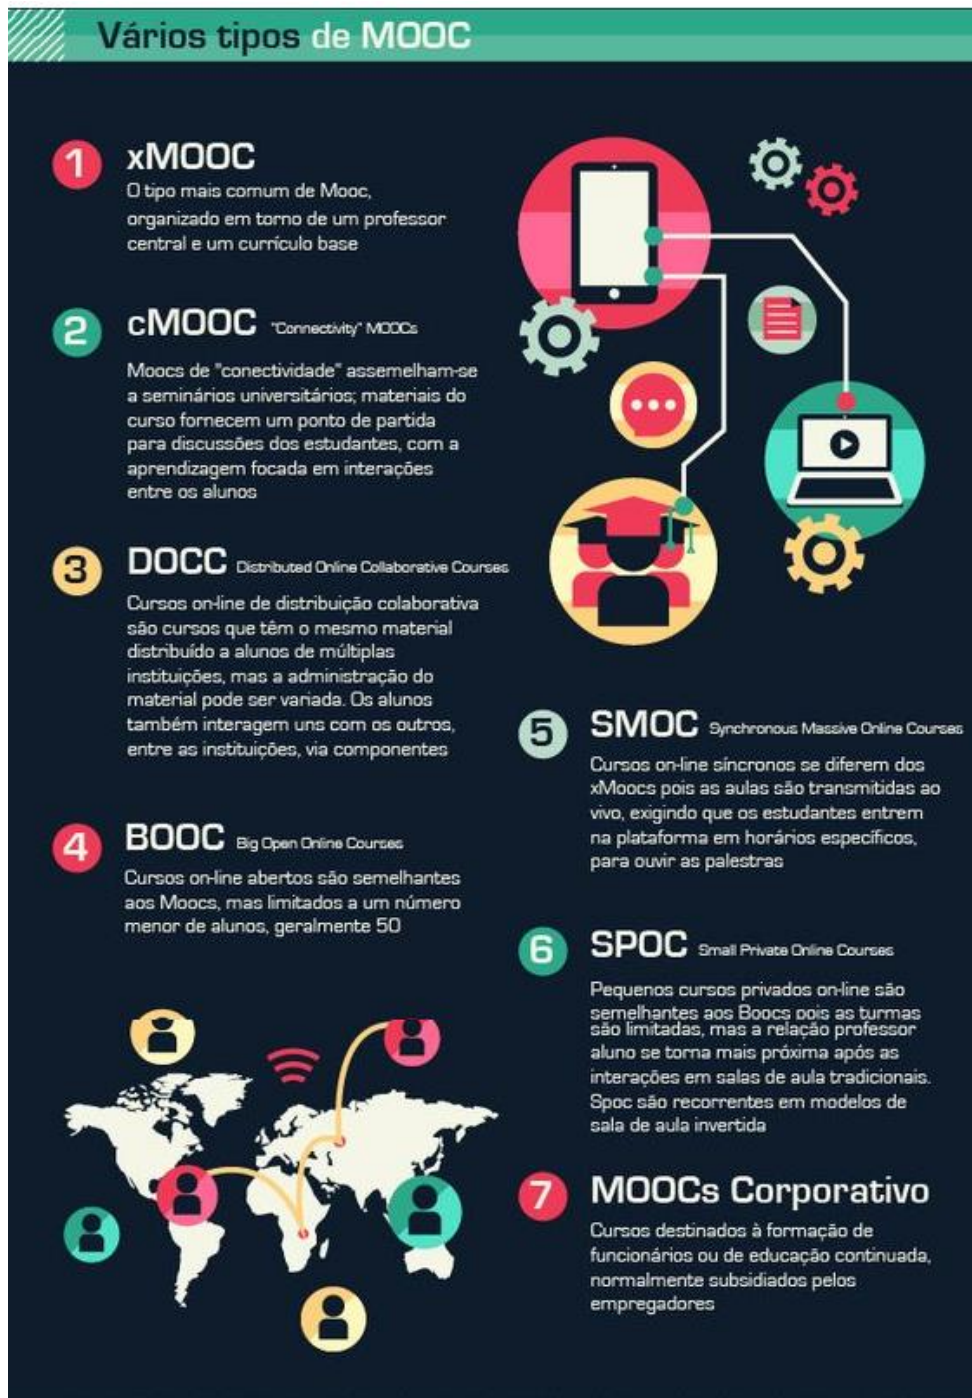 Vários tipos de MOOC
1
xMOOC
O tipo mais comum de Mooc,
organizado em torno de um professor
central e um currículo base
2
cMOOC "Connectivity" MOOCs
Moocs de "conectividade" assemelham-se
a seminários universitários; materiais do
curso fornecem um ponto de partida
para discussões dos estudantes, com a
aprendizagem focada em interações
entre os alunos
3
DOCC Distributed Online Collaborative Courses
Cursos on-line de distribuição colaborativa
são cursos que têm o mesmo material
distribuído a alunos de múltiplas
instituições, mas a administração do
material pode ser variada. Os alunos
também interagem uns com os outros,
entre as instituições, via componentes
4
BOOC Big Open Online Courses
Cursos on-line abertos são semelhantes
aos Moocs, mas limitados a um número
menor de alunos, geralmente 50
5
SMOC Synchronous Massive Online Courses
Cursos on-line síncronos se diferem dos
xMoocs pois as aulas são transmitidas ao
vivo, exigindo que os estudantes entrem
na plataforma em horários específicos,
para ouvir as palestras
6
SPOC Small Private Online Courses
Pequenos cursos privados on-line são
semelhantes aos Boocs pois as turmas
são limitadas, mas a relação professor
aluno se torna mais próxima após as
interações em salas de aula tradicionais.
Spoc são recorrentes em modelos de
sala de aula invertida
7
MOOCs Corporativo
Cursos destinados à formação de
funcionários ou de educação continuada,
normalmente subsidiados pelos
empregadores